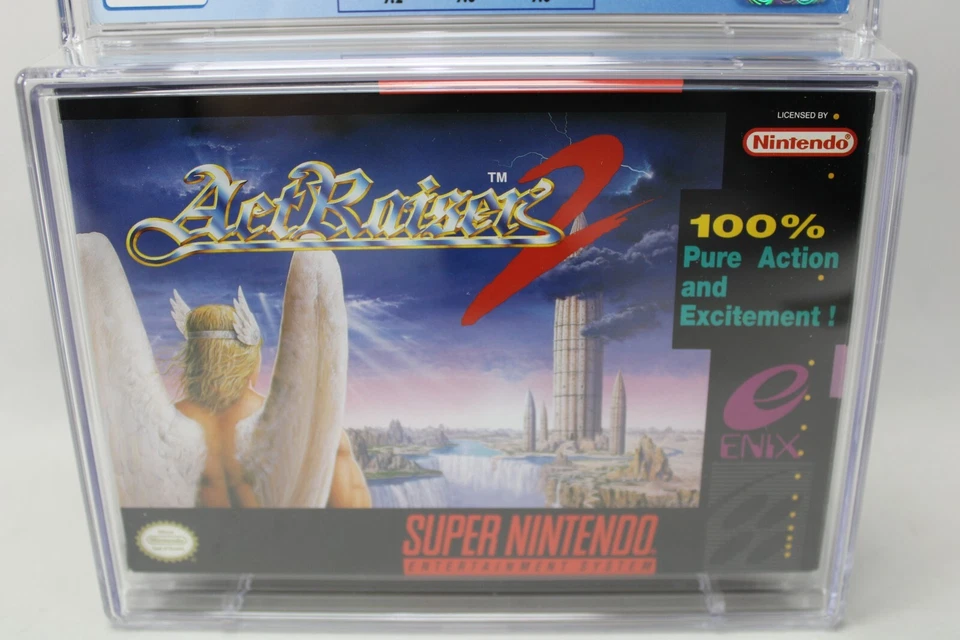 ActRaiser 2
TM
LICENSED BY
Nintendo®
100%
Pure Action
and
Excitement!
ENIX
SUPER NINTENDO
ENTERTAINMENT SYSTEM